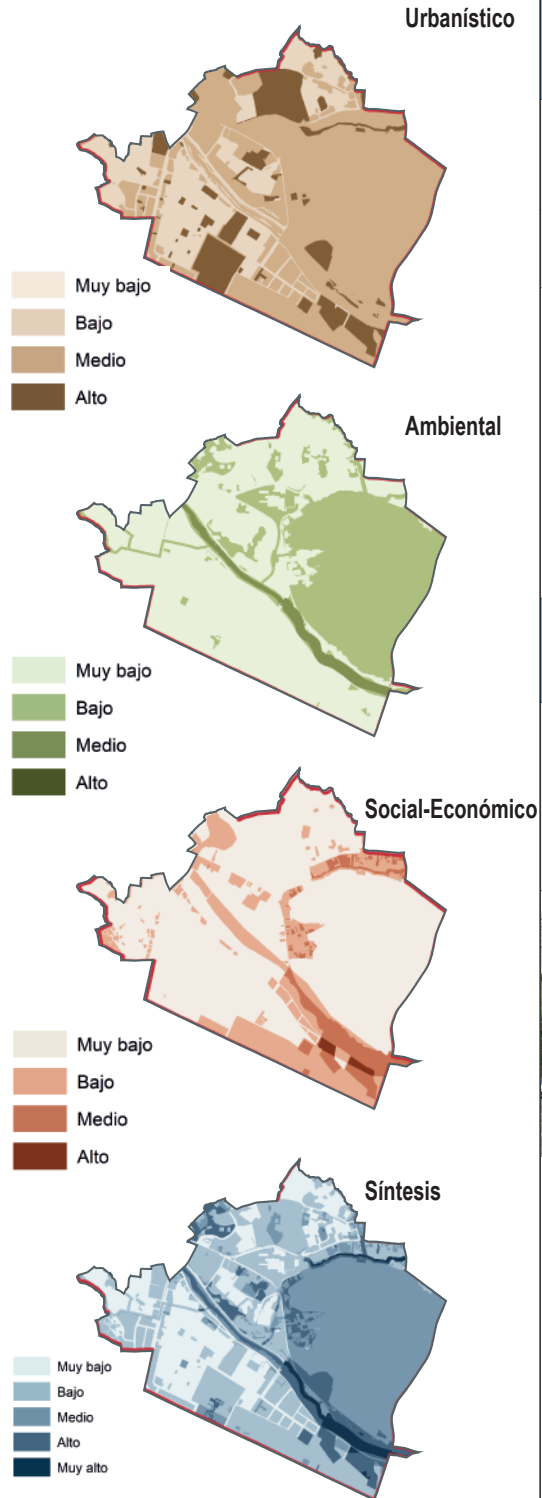 Urbanístico
Muy bajo
Bajo
Medio
Alto
Ambiental
Muy bajo
Bajo
Medio
Alto
Social-Económico
Muy bajo
Bajo
Medio
Alto
Síntesis
Muy bajo
Bajo
Medio
Alto
Muy alto